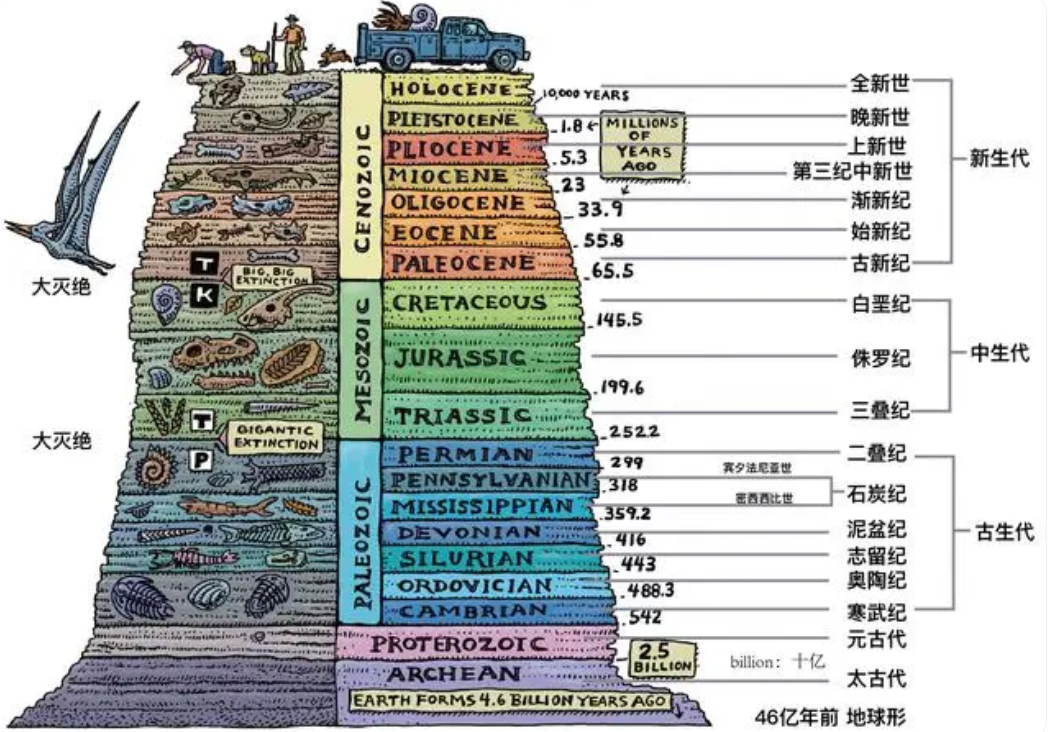 HOLOCENE
10,000 YEARS
全新世
PLEISTOCENE
1.8
MILLIONS
OF
YEARS
AGO
晚新世
PLIOCENE
5.3
上新世
MIOCENE
23
第三纪中新世
OLIGOCENE
33.9
渐新纪
EOCENE
55.8
始新纪
PALEOCENE
65.5
古新纪
CENOZOIC
新生代
T
BIG, BIG
EXTINCTION
K
大灭绝
CRETACEOUS
145.5
白垩纪
JURASSIC
199.6
侏罗纪
TRIASSIC
2522
三叠纪
MESOZOIC
中生代
T
GIGANTIC
EXTINCTION
P
大灭绝
PERMIAN
299
二叠纪
PENNSYLVANIAN
318
宾夕法尼亚世
MISSISSIPPIAN
359.2
密西西比世
石炭纪
DEVONIAN
416
泥盆纪
SILURIAN
443
志留纪
ORDOVICIAN
488.3
奥陶纪
CAMBRIAN
542
寒武纪
PALEOZOIC
古生代
PROTEROZOIC
元古代
2.5
BILLION
billion：十亿
ARCHEAN
太古代
EARTH FORMS 4.6 BILLION YEARS AGO
46亿年前 地球形